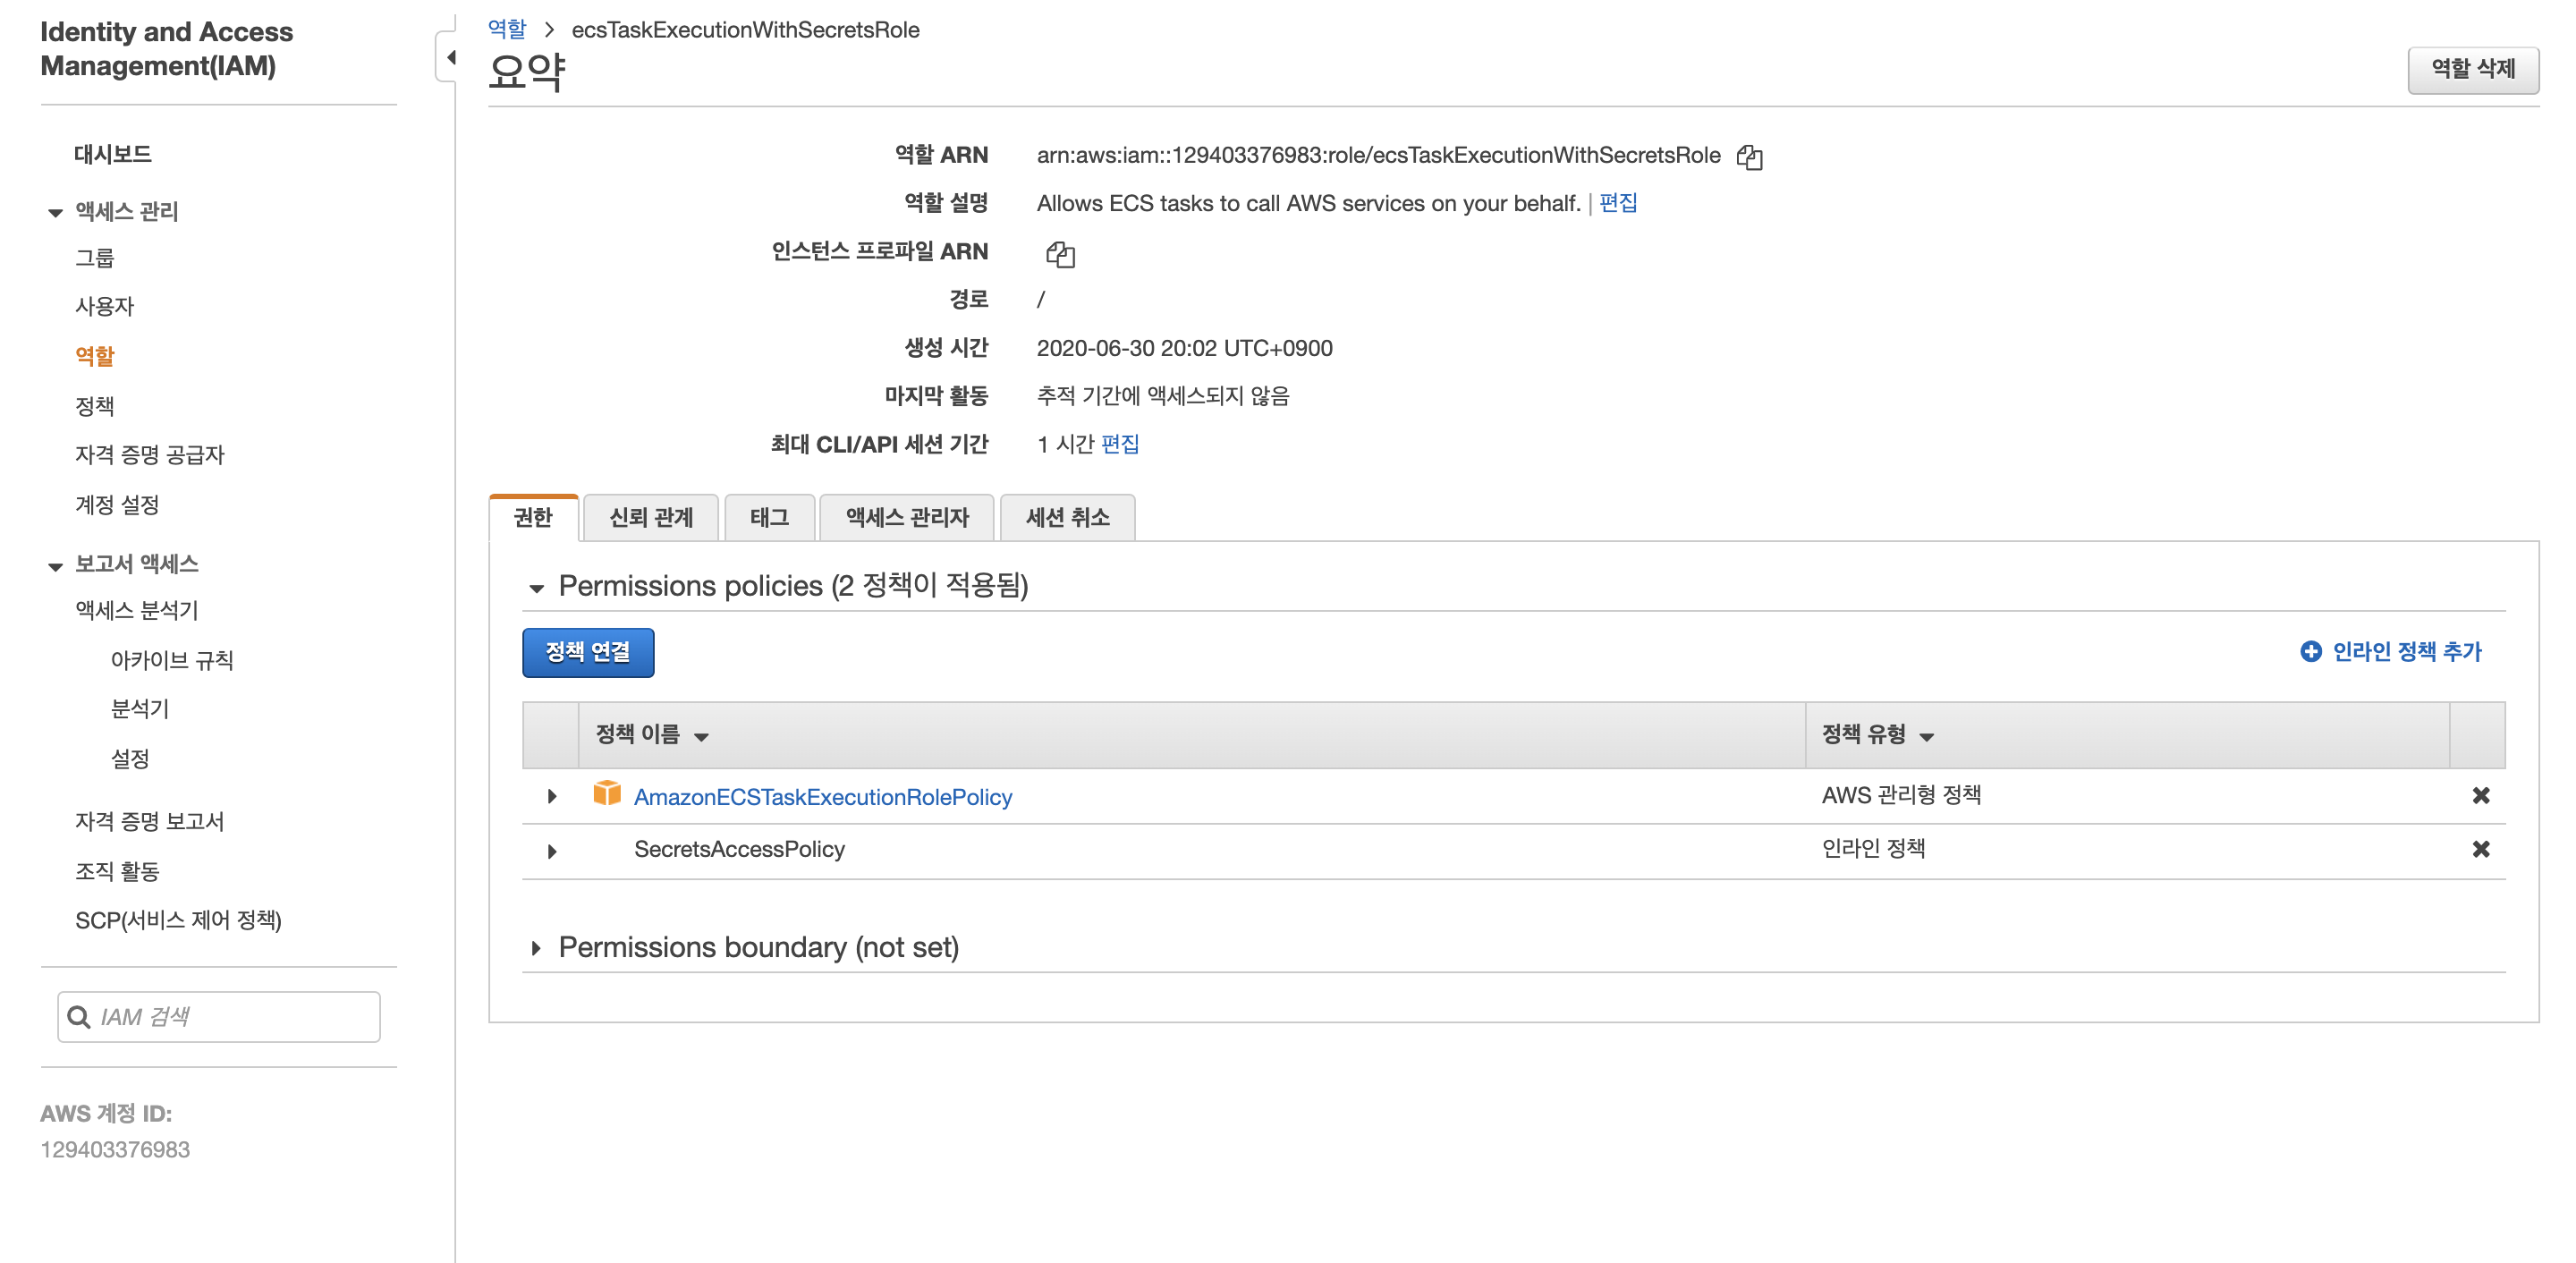 Identity and Access
Management(IAM)
대시보드
액세스 관리
그룹
사용자
역할
정책
자격 증명 공급자
계정 설정
보고서 액세스
액세스 분석기
아카이브 규칙
분석기
설정
자격 증명 보고서
조직 활동
SCP(서비스 제어 정책)
IAM 검색
AWS 계정 ID:
129403376983
역할 > ecsTaskExecutionWithSecretsRole
요약
역할 삭제
역할 ARN arn:aws:iam::129403376983:role/ecsTaskExecutionWithSecretsRole
역할 설명 Allows ECS tasks to call AWS services on your behalf. | 편집
인스턴스 프로파일 ARN
경로 /
생성 시간 2020-06-30 20:02 UTC+0900
마지막 활동 추적 기간에 액세스되지 않음
최대 CLI/API 세션 기간 1 시간 편집
권한 신뢰 관계 태그 액세스 관리자 세션 취소
Permissions policies (2 정책이 적용됨)
정책 연결 인라인 정책 추가
정책 이름 정책 유형
AmazonECSTaskExecutionRolePolicy AWS 관리형 정책
SecretsAccessPolicy 인라인 정책
Permissions boundary (not set)